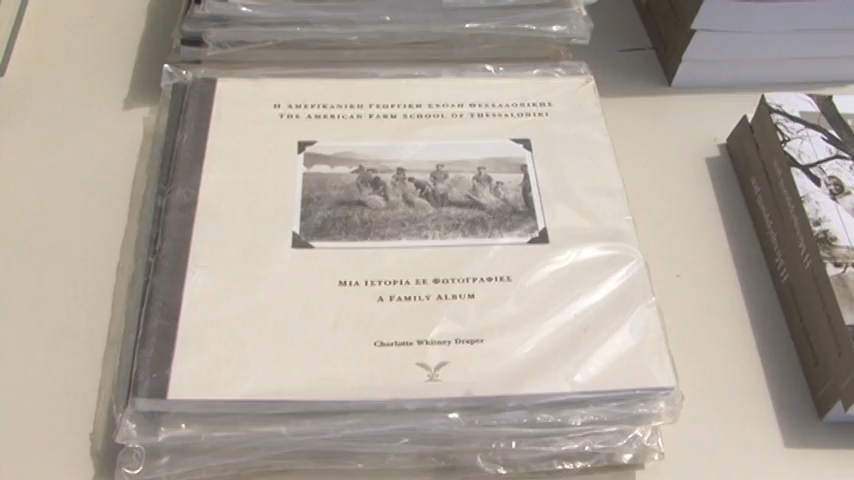 Η ΑΜΕΡΙΚΑΝΙΚΗ ΓΕΩΡΓΙΚΗ ΣΧΟΛΗ ΘΕΣΣΑΛΟΝΙΚΗΣ
THE AMERICAN FARM SCHOOL OF THESSALONIKI
ΜΙΑ ΙΣΤΟΡΙΑ ΣΕ ΦΩΤΟΓΡΑΦΙΕΣ
A FAMILY ALBUM
Charlotte Whitney Draper